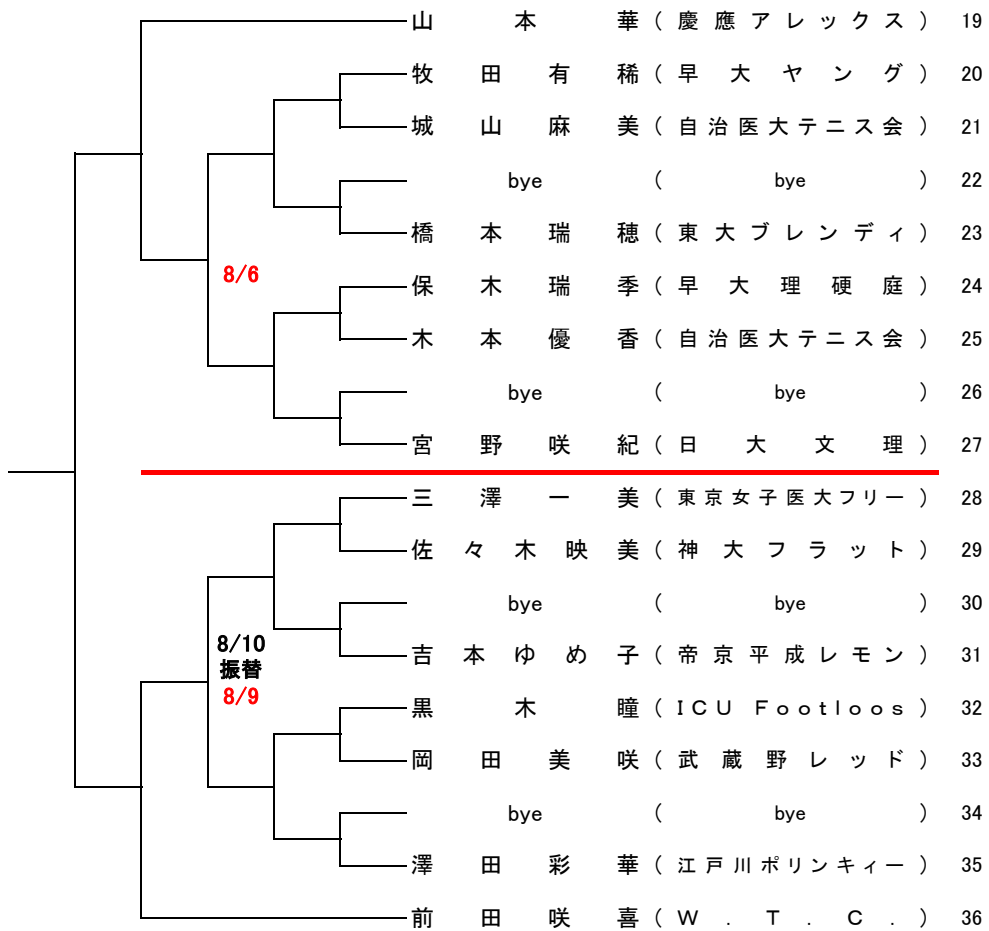 山本華（慶應アレックス） 19
牧田有稀（早大ヤング） 20
城山麻美（自治医大テニス会） 21
bye （ bye ） 22
橋本瑞穂（東大ブレンディ） 23
8/6
保木瑞季（早大理硬庭） 24
木本優香（自治医大テニス会） 25
bye （ bye ） 26
宮野咲紀（日大文理） 27
三澤一美（東京女子医大フリー） 28
佐々木映美（神大フラット） 29
bye （ bye ） 30
8/10
振替
8/9
吉本ゆめ子（帝京平成レモン） 31
黒木瞳（ICU Footloos） 32
岡田美咲（武蔵野レッド） 33
bye （ bye ） 34
澤田彩華（江戸川ポリンキィー） 35
前田咲喜（W.T.C.） 36